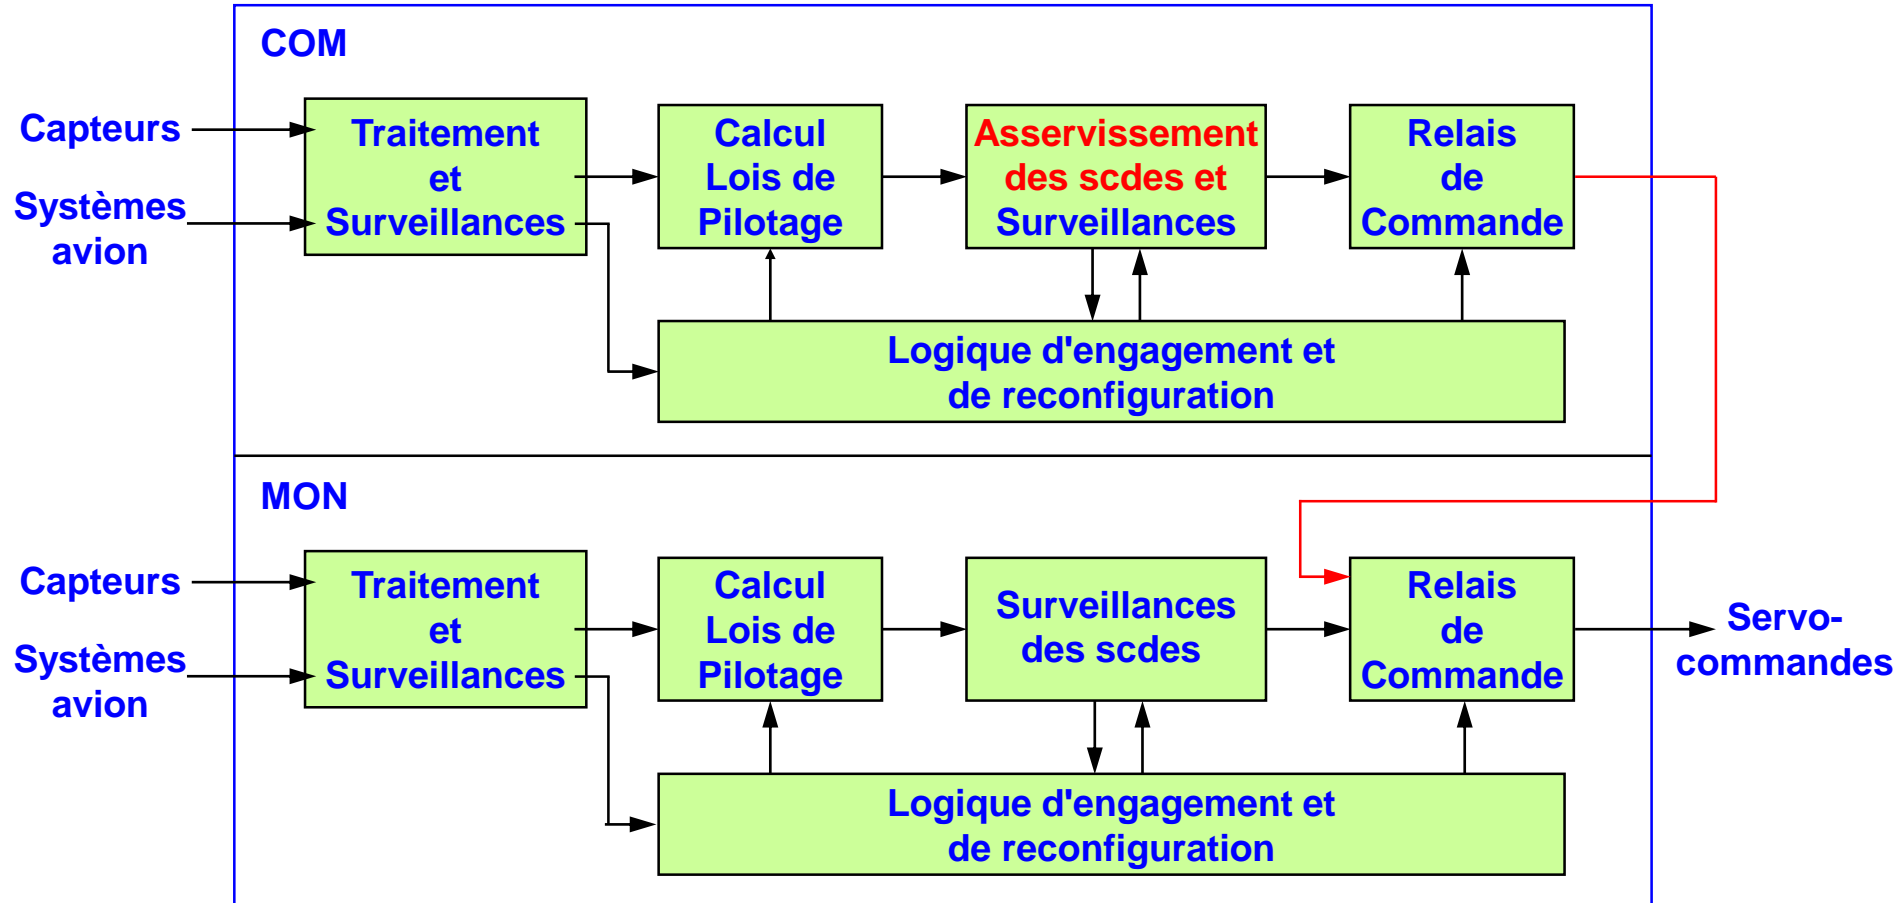 COM
Capteurs
Systèmes
avion
Traitement
et
Surveillances
Calcul
Lois de
Pilotage
Asservissement
des scdes et
Surveillances
Relais
de
Commande
Logique d'engagement et
de reconfiguration
MON
Capteurs
Systèmes
avion
Traitement
et
Surveillances
Calcul
Lois de
Pilotage
Surveillances
des scdes
Relais
de
Commande
Servo-
commandes
Logique d'engagement et
de reconfiguration